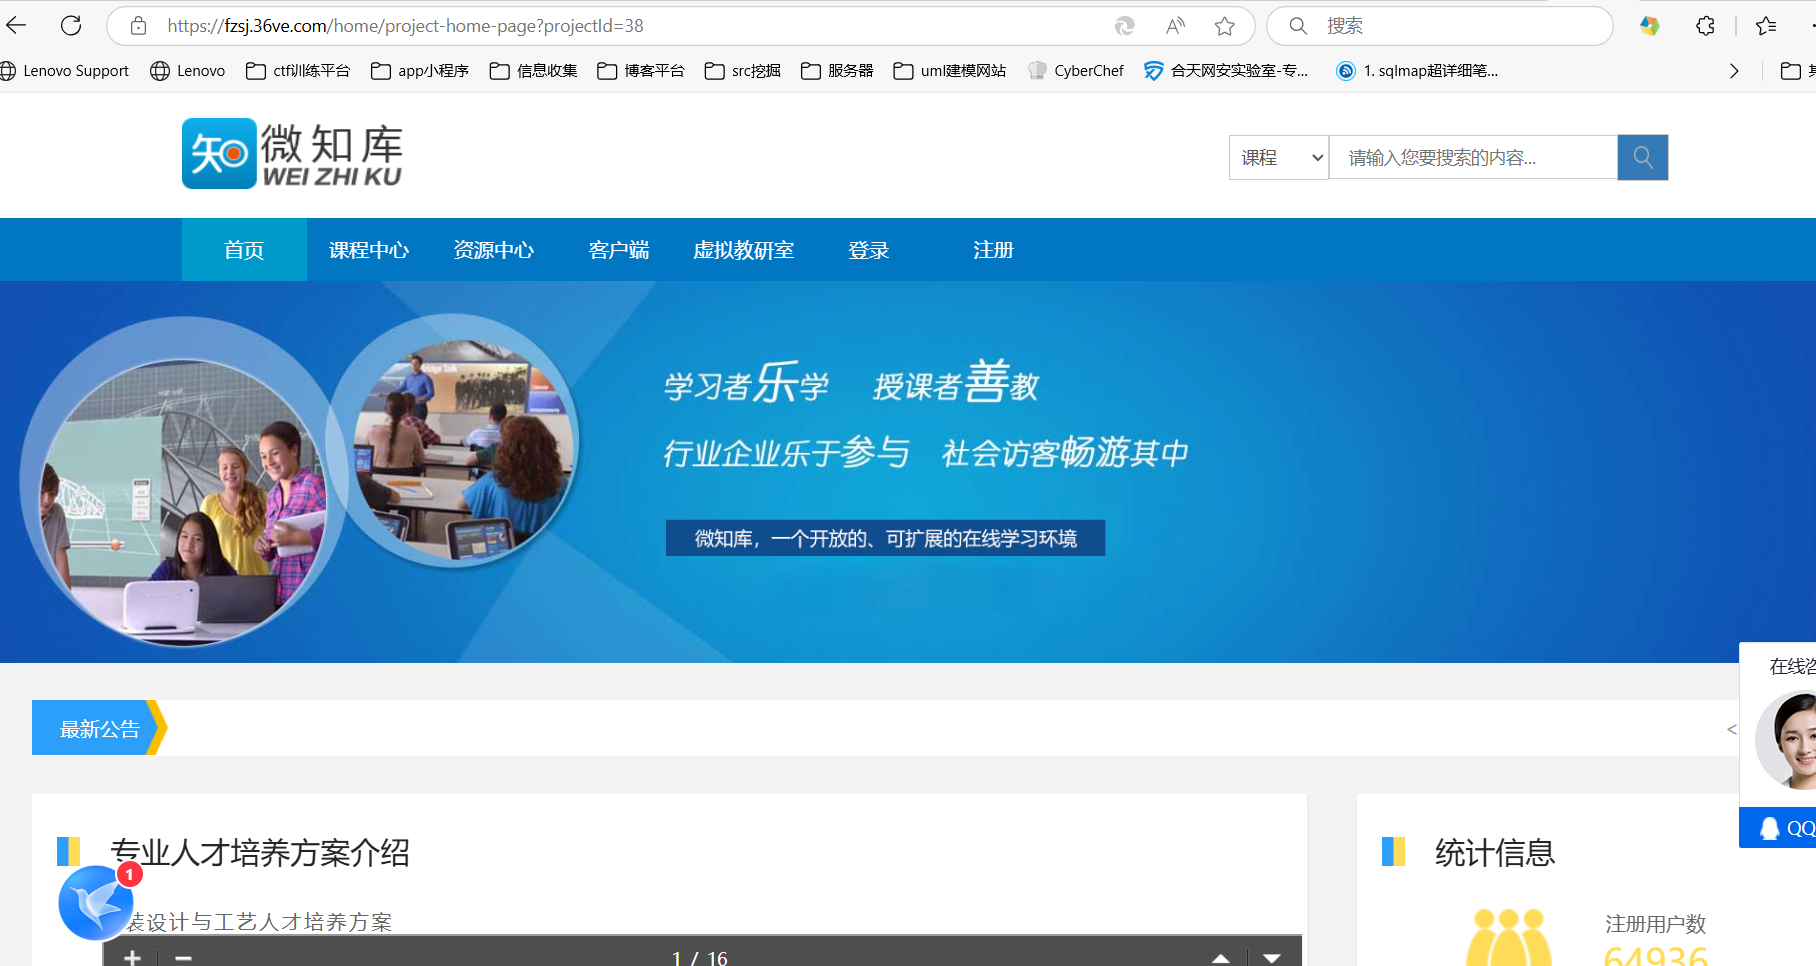 https://fzsj.36ve.com/home/project-home-page?projectId=38
搜索
Lenovo Support
Lenovo
ctf训练平台
app小程序
信息收集
博客平台
src挖掘
服务器
uml建模网站
CyberChef
合天网安实验室-专...
1. sqlmap超详细笔...
知
微知库
WEI ZHI KU
课程
请输入您要搜索的内容...
首页
课程中心
资源中心
客户端
虚拟教研室
登录
注册
学习者乐学 授课者善教
行业企业乐于参与 社会访客畅游其中
微知库，一个开放的、可扩展的在线学习环境
在线咨
最新公告
<
QQ
专业人才培养方案介绍
统计信息
1
装设计与工艺人才培养方案
注册用户数
64936
1 / 16